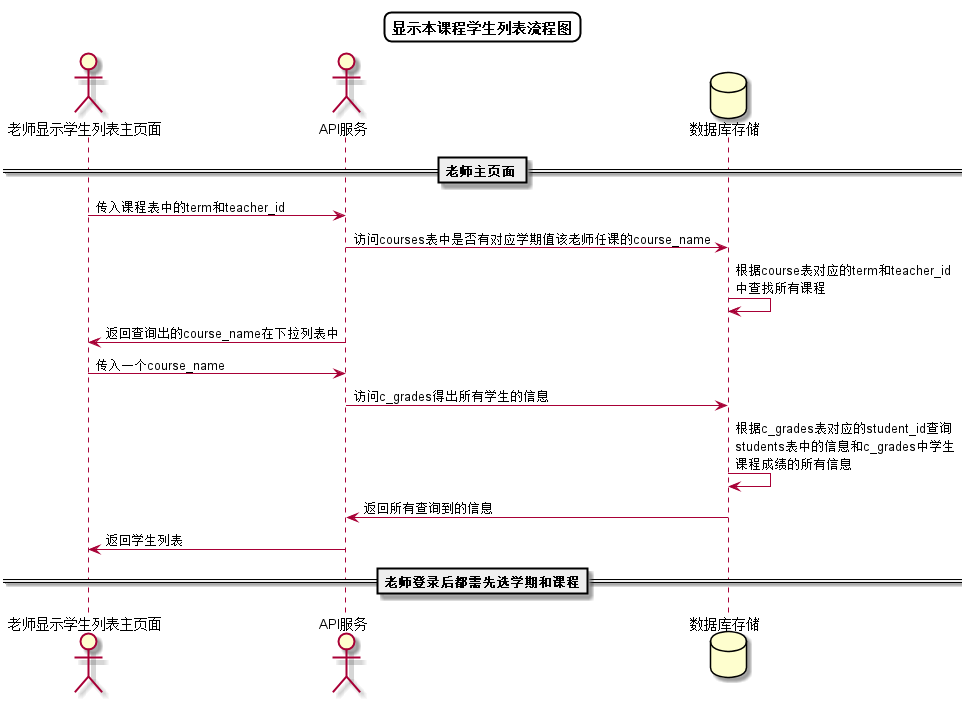 显示本课程学生列表流程图
老师显示学生列表主页面
API服务
数据库存储
老师主页面
传入课程表中的term和teacher_id
访问courses表中是否有对应学期值该老师任课的course_name
根据course表对应的term和teacher_id
中查找所有课程
返回查询出的course_name在下拉列表中
传入一个course_name
访问c_grades得出所有学生的信息
根据c_grades表对应的student_id查询
students表中的信息和c_grades中学生
课程成绩的所有信息
返回所有查询到的信息
返回学生列表
老师登录后都需先选学期和课程
老师显示学生列表主页面
API服务
数据库存储